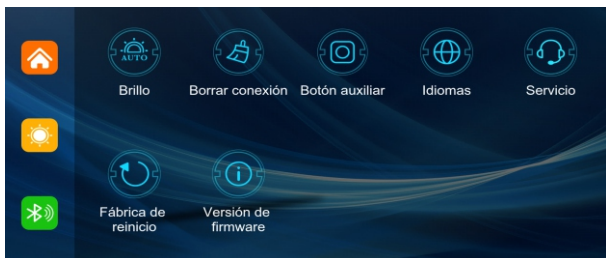 AUTO
Brillo
Borrar conexión
Botón auxiliar
Idiomas
Servicio
Fábrica de
reinicio
Versión de
firmware